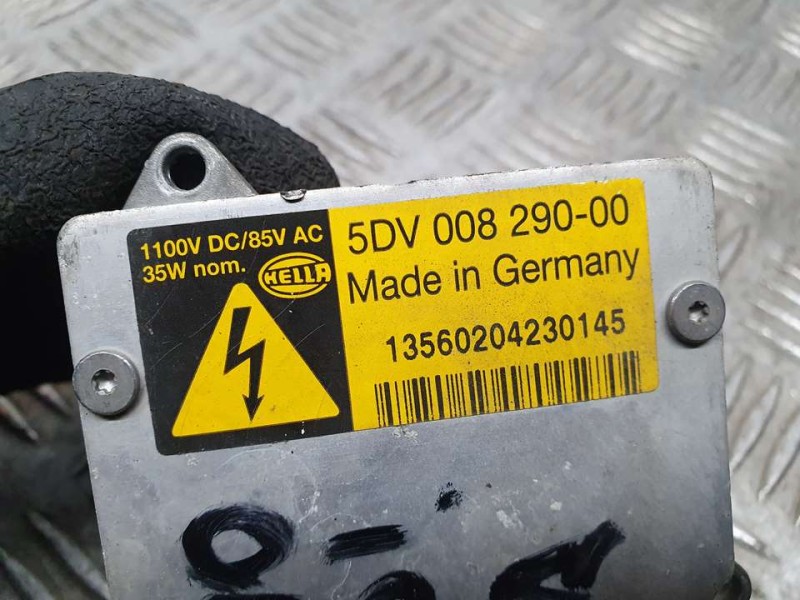 1100V DC/85V AC
35W nom.
HELLA
5DV 008 290-00
Made in Germany
13560204230145